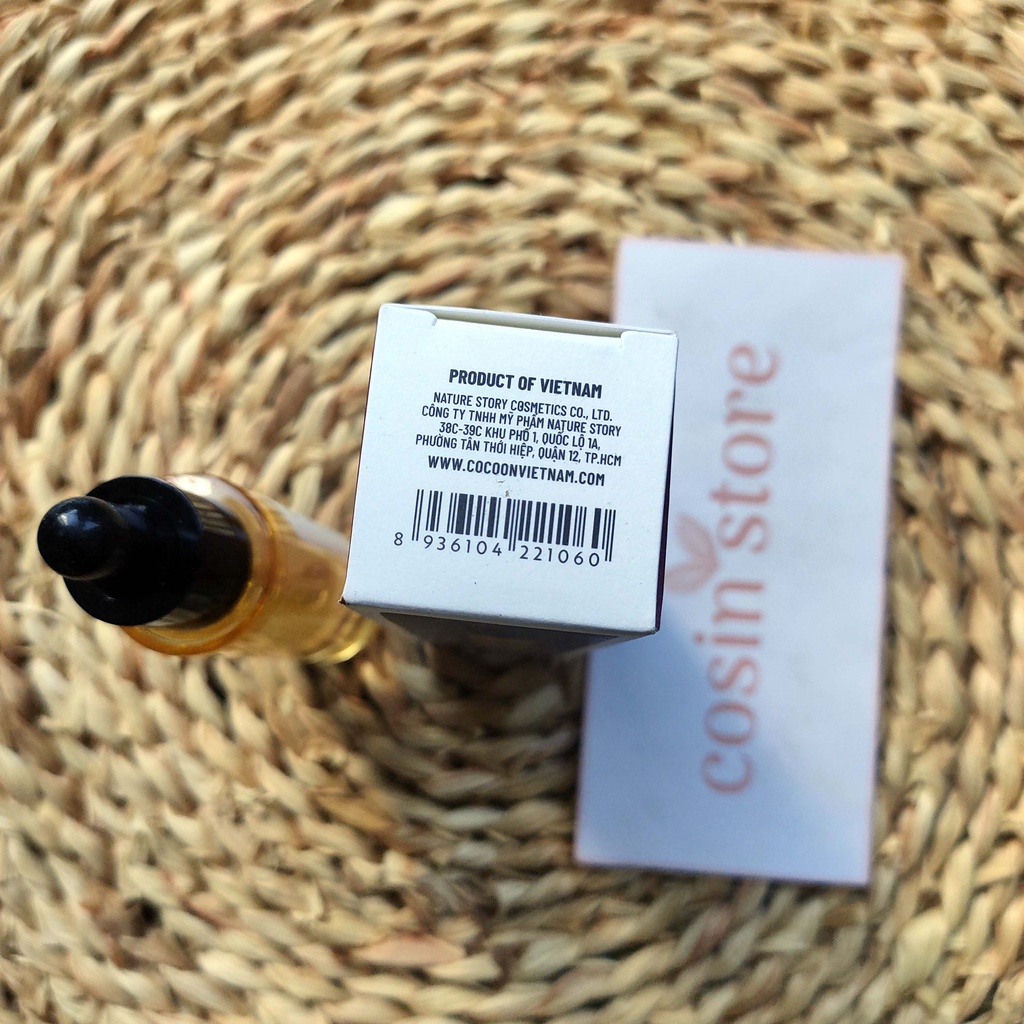 PRODUCT OF VIETNAM
NATURE STORY COSMETICS CO., LTD.
CÔNG TY TNHH MỸ PHẨM NATURE STORY
38C-39C KHU PHỐ 1, QUỐC LỘ 1A,
PHƯỜNG TÂN THỚI HIỆP, QUẬN 12, TP.HCM
WWW.COCOONVIETNAM.COM
8 936104 221060
cosin store